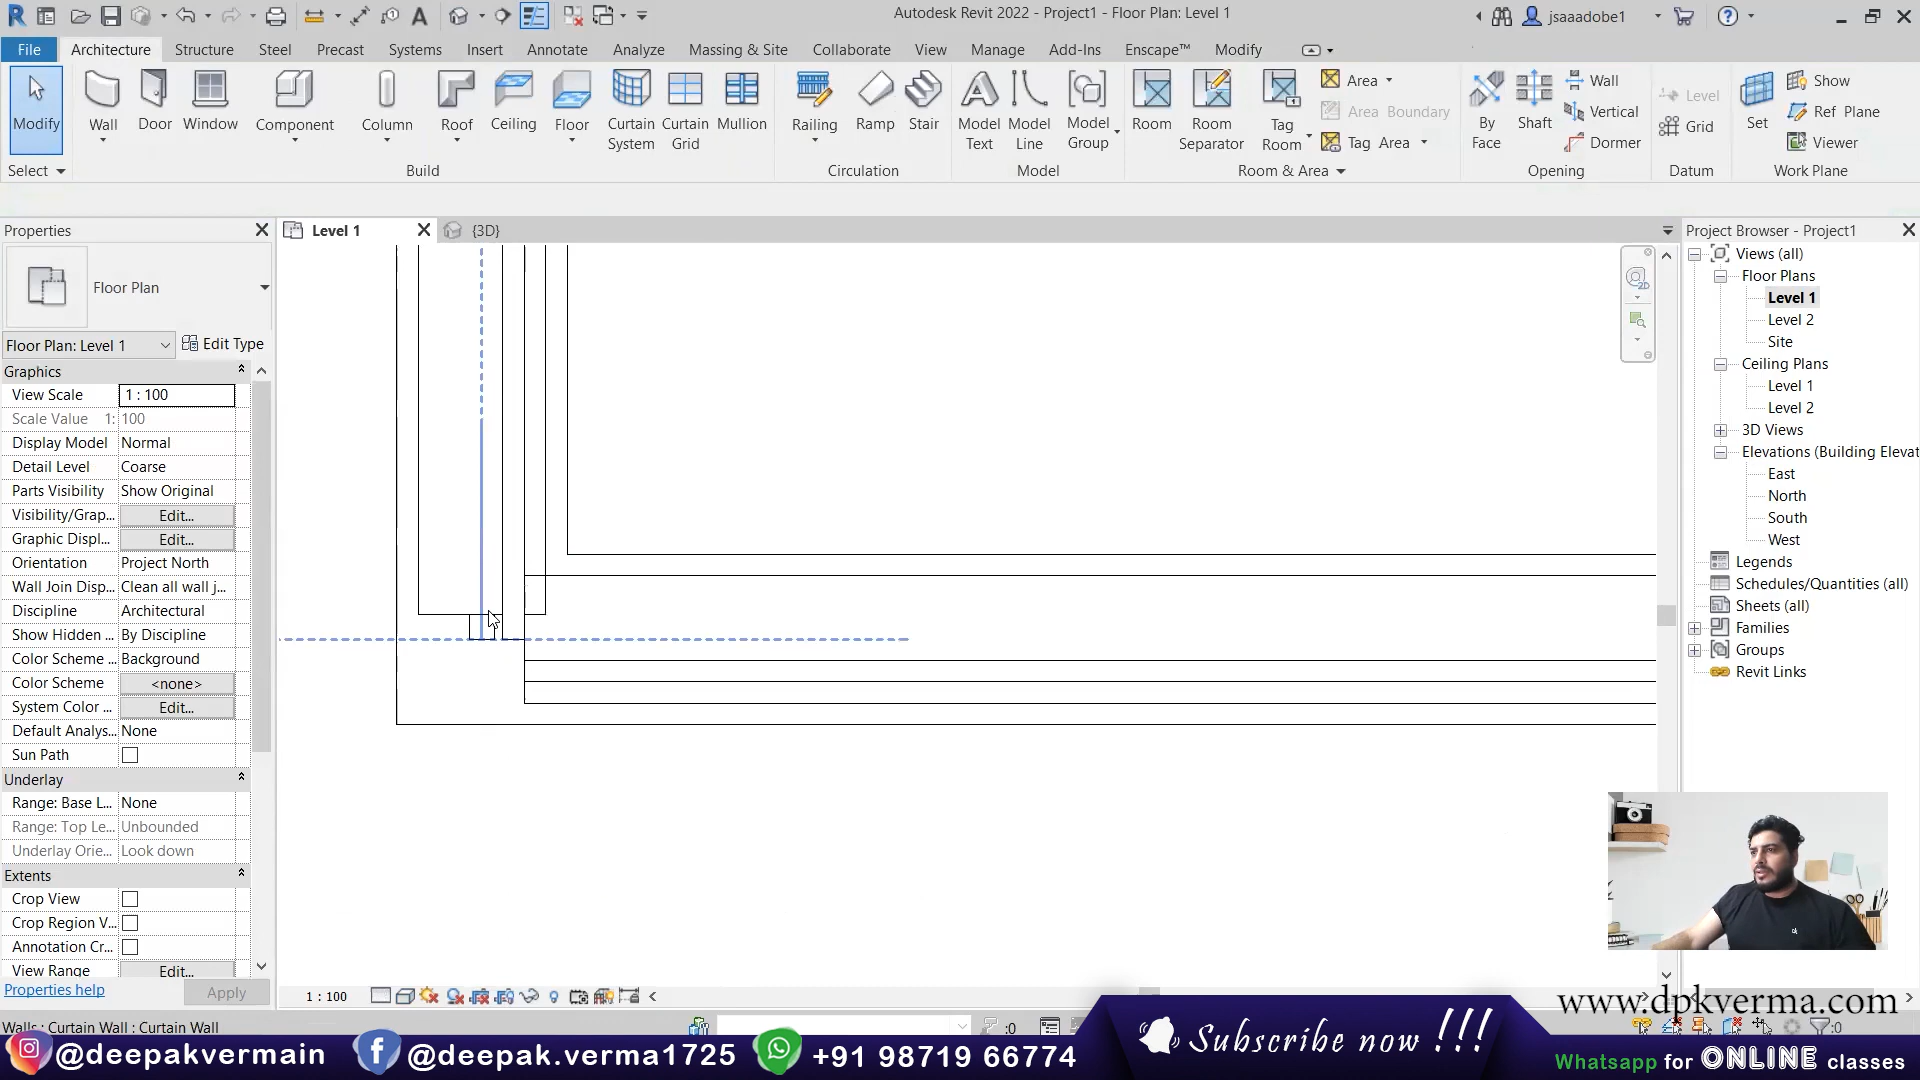 Autodesk Revit 2022 - Project1 - Floor Plan: Level 1
jsaaadobe1
File Architecture Structure Steel Precast Systems Insert Annotate Analyze Massing & Site Collaborate View Manage Add-Ins Enscape™ Modify
Modify
Wall
Door
Window
Component
Column
Roof
Ceiling
Floor
Curtain System
Curtain Grid
Mullion
Railing
Ramp
Stair
Model Text
Model Line
Model Group
Room
Room Separator
Tag Room
Area
Area Boundary
Tag Area
By Face
Shaft
Wall
Vertical
Dormer
Level
Grid
Set
Show
Ref Plane
Viewer
Select
Build
Circulation
Model
Room & Area
Opening
Datum
Work Plane
Properties
Floor Plan
Floor Plan: Level 1
Edit Type
Graphics
View Scale 1 : 100
Scale Value 1: 100
Display Model Normal
Detail Level Coarse
Parts Visibility Show Original
Visibility/Grap... Edit...
Graphic Displ... Edit...
Orientation Project North
Wall Join Disp... Clean all wall j...
Discipline Architectural
Show Hidden ... By Discipline
Color Scheme ... Background
Color Scheme <none>
System Color ... Edit...
Default Analys... None
Sun Path
Underlay
Range: Base L... None
Range: Top Le... Unbounded
Underlay Orie... Look down
Extents
Crop View
Crop Region V...
Annotation Cr...
View Range Edit...
Properties help
Apply
Level 1
{3D}
2D
Project Browser - Project1
Views (all)
Floor Plans
Level 1
Level 2
Site
Ceiling Plans
Level 1
Level 2
3D Views
Elevations (Building Elevat
East
North
South
West
Legends
Schedules/Quantities (all)
Sheets (all)
Families
Groups
Revit Links
1 : 100
Walls : Curtain Wall : Curtain Wall
:0
:0
www.dpkverma.com
@deepakvermain
@deepak.verma1725
+91 98719 66774
Subscribe now !!!
Whatsapp for ONLINE classes